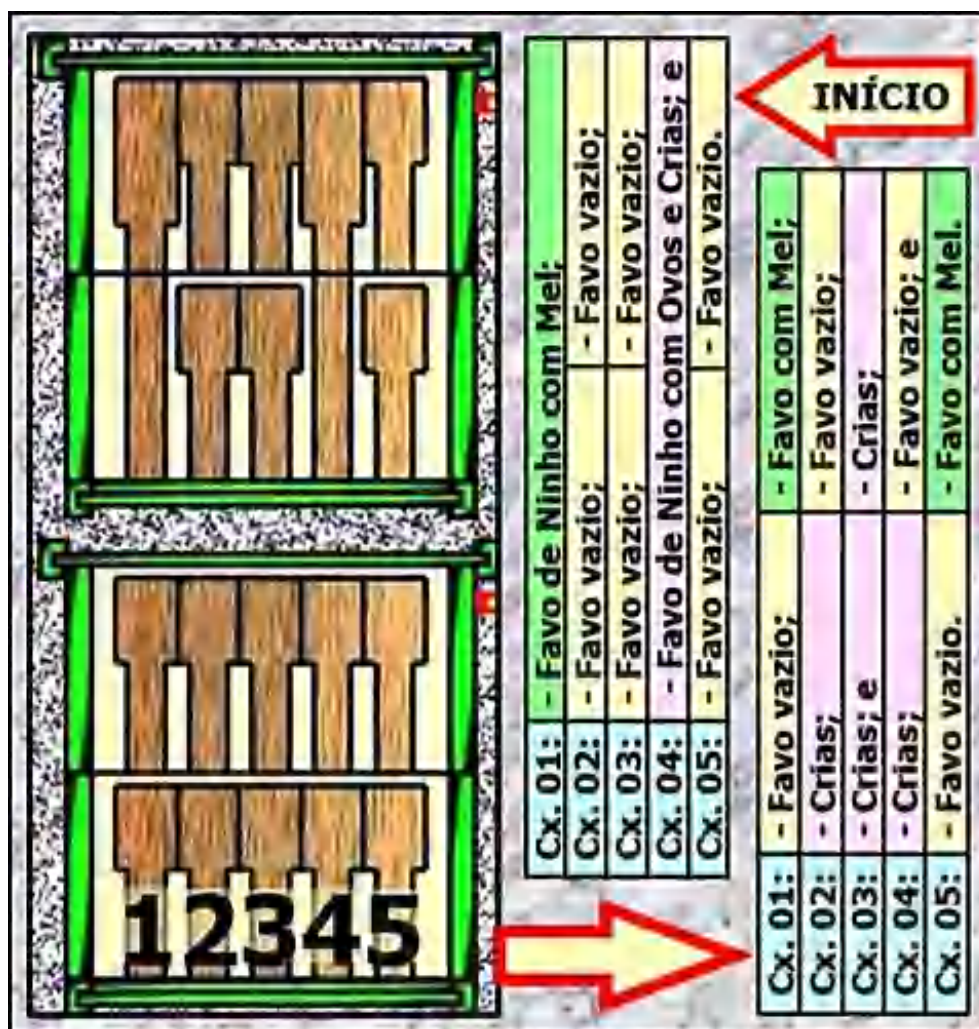 INÍCIO
Cx. 01: - Favo de Ninho com Mel;
Cx. 02: - Favo vazio; - Favo vazio;
Cx. 03: - Favo vazio; - Favo vazio;
Cx. 04: - Favo de Ninho com Ovos e Crias; e
Cx. 05: - Favo vazio; - Favo vazio.
Cx. 01: - Favo vazio; - Favo com Mel;
Cx. 02: - Crias; - Favo vazio;
Cx. 03: - Crias; e - Crias;
Cx. 04: - Crias; - Favo vazio; e
Cx. 05: - Favo vazio. - Favo com Mel.
12345